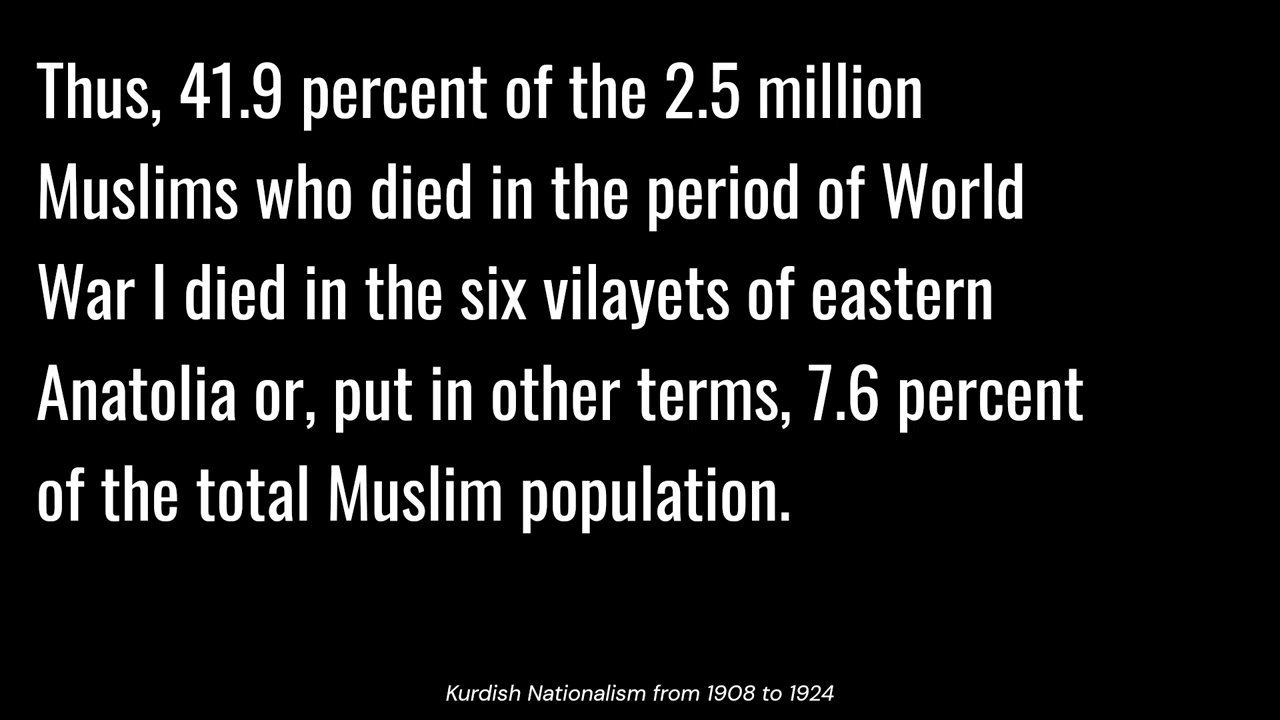 Thus, 41.9 percent of the 2.5 million
Muslims who died in the period of World
War I died in the six vilayets of eastern
Anatolia or, put in other terms, 7.6 percent
of the total Muslim population.
Kurdish Nationalism from 1908 to 1924